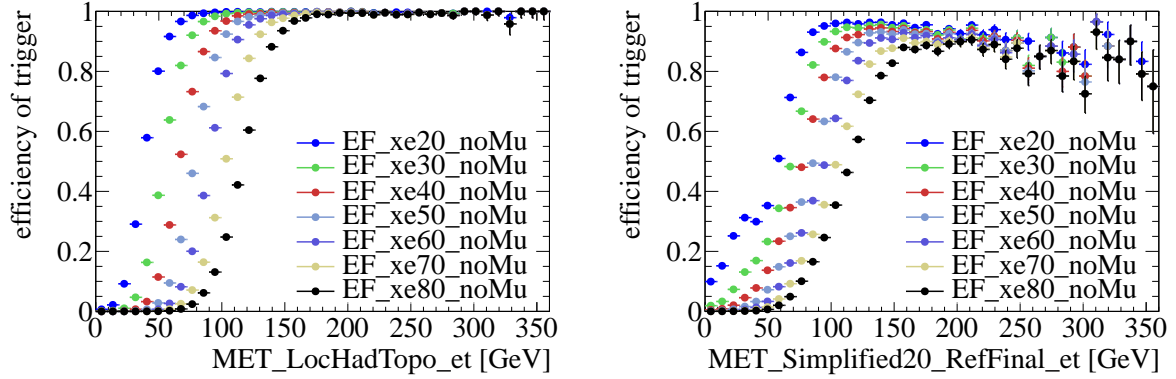 efficiency of trigger
1
0.8
0.6
0.4
0.2
0
EF_xe20_noMu
EF_xe30_noMu
EF_xe40_noMu
EF_xe50_noMu
EF_xe60_noMu
EF_xe70_noMu
EF_xe80_noMu
0 50 100 150 200 250 300 350
MET_LocHadTopo_et [GeV]
efficiency of trigger
1
0.8
0.6
0.4
0.2
0
EF_xe20_noMu
EF_xe30_noMu
EF_xe40_noMu
EF_xe50_noMu
EF_xe60_noMu
EF_xe70_noMu
EF_xe80_noMu
0 50 100 150 200 250 300 350
MET_Simplified20_RefFinal_et [GeV]